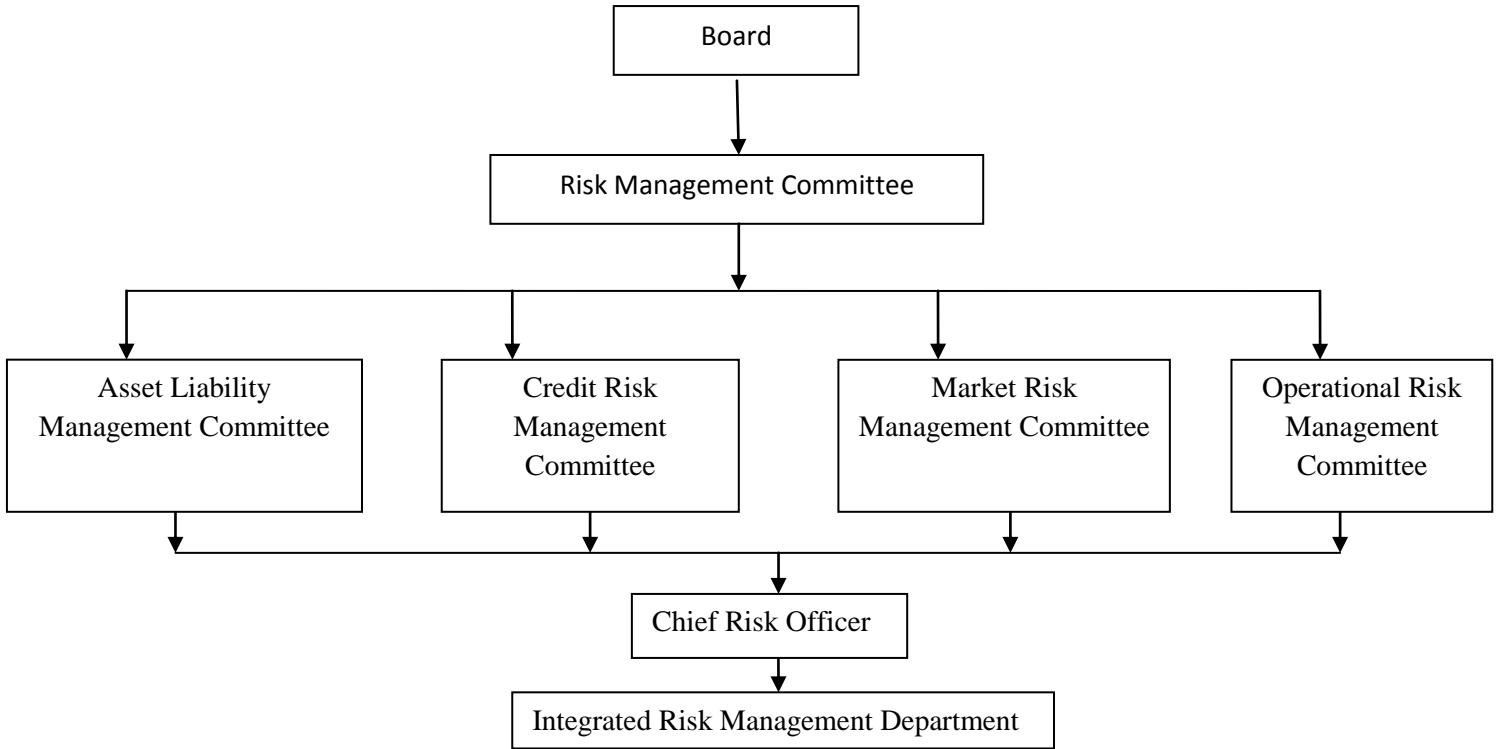 Board
Risk Management Committee
Asset Liability
Management Committee
Credit Risk
Management
Committee
Market Risk
Management Committee
Operational Risk
Management
Committee
Chief Risk Officer
Integrated Risk Management Department